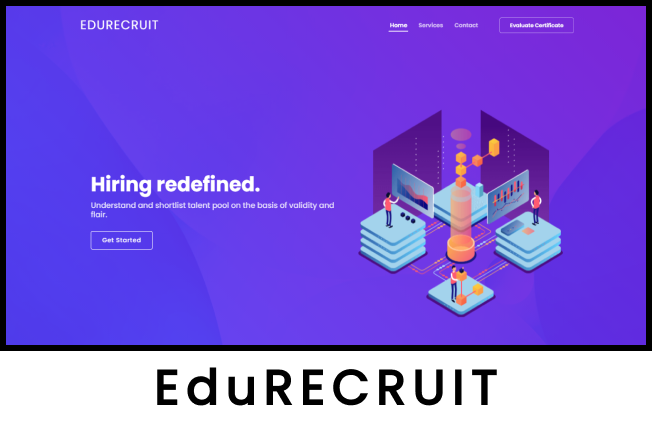 EDURECRUIT
Home Services Contact Evaluate Certificate
Hiring redefined.
Understand and shortlist talent pool on the basis of validity and
flair.
Get Started
EduRECRUIT